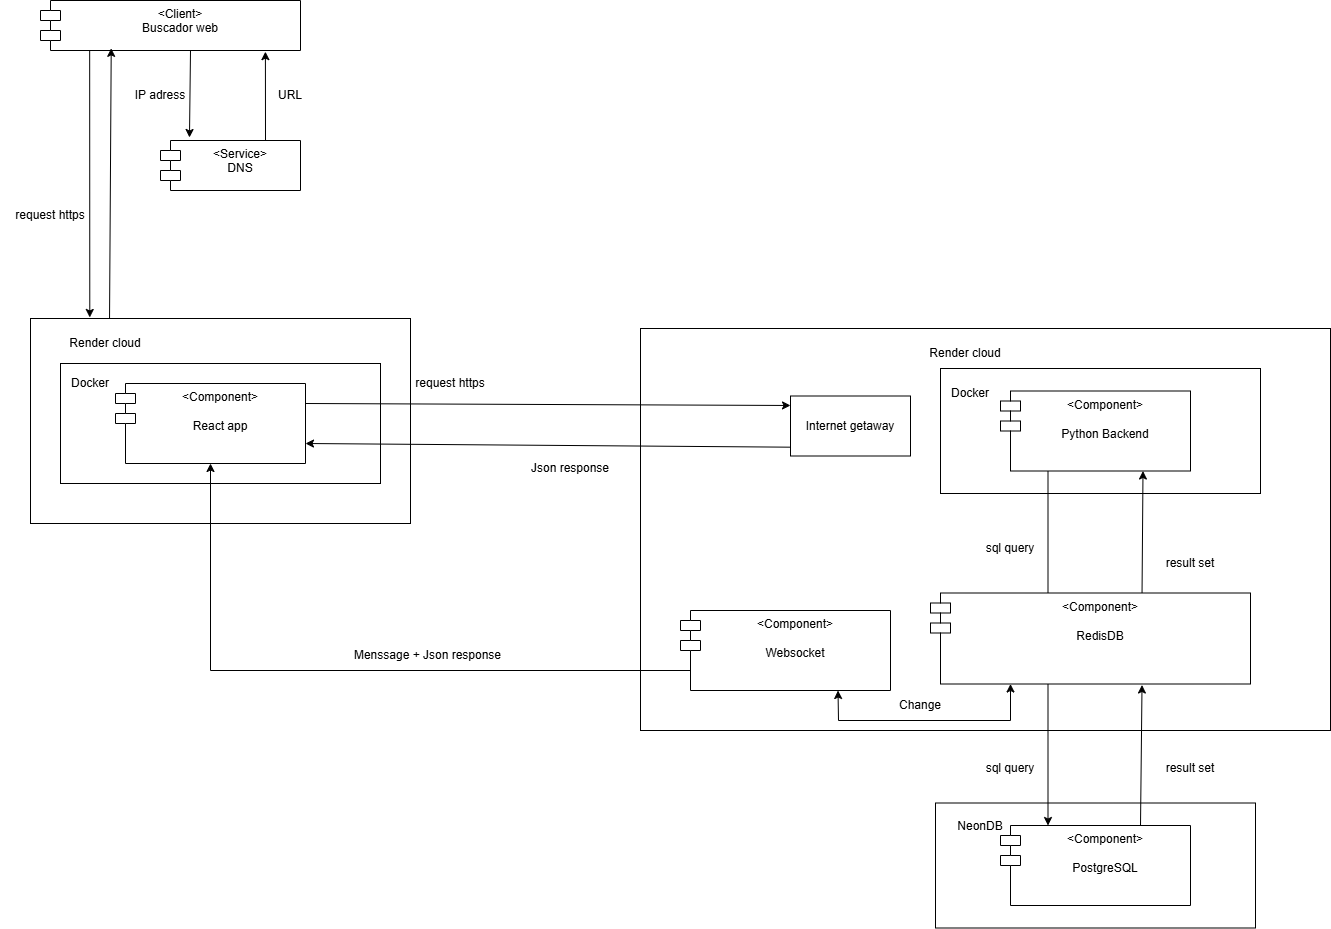 <Client>
Buscador web
IP adress
URL
<Service>
DNS
request https
Render cloud
Docker
<Component>
React app
request https
Json response
Internet getaway
Render cloud
Docker
<Component>
Python Backend
sql query
result set
<Component>
RedisDB
<Component>
Websocket
Menssage + Json response
Change
sql query
result set
NeonDB
<Component>
PostgreSQL